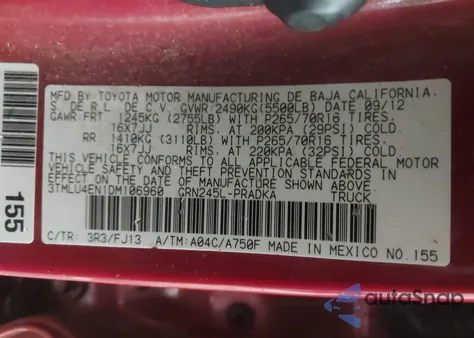 MFD.BY TOYOTA MOTOR MANUFACTURING DE BAJA CALIFORNIA.
S. DE R.L. DE C.V. GVWR:2490KG(5500LB) DATE:09/12
GAWR:FRT 1245KG (2755LB) WITH P265/70R16 TIRES.
16X7JJ RIMS. AT 200KPA (29PSI) COLD
RR 1410KG (3110LB) WITH P265/70R16 TIRES.
16X7JJ RIMS. AT 220KPA (32PSI) COLD
THIS VEHICLE CONFORMS TO ALL APPLICABLE FEDERAL MOTOR
VEHICLE SAFETY AND THEFT PREVENTION STANDARDS IN EFFECT
ON THE DATE OF MANUFACTURE SHOWN ABOVE.
3TMLU4EN1DM106960 GRN245L-PRADKA TRUCK
C/TR: 3R3/FJ13 A/TM:A04C/A750F MADE IN MEXICO NO.155
155
autoSnap